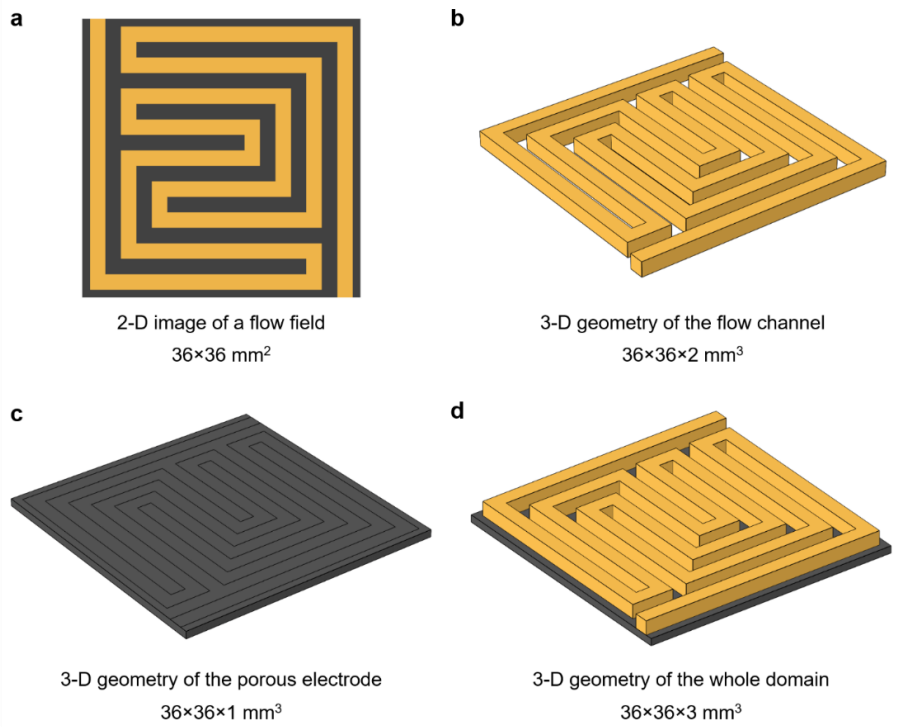 a
b
2-D image of a flow field
36×36 mm²
3-D geometry of the flow channel
36×36×2 mm³
c
d
3-D geometry of the porous electrode
36×36×1 mm³
3-D geometry of the whole domain
36×36×3 mm³